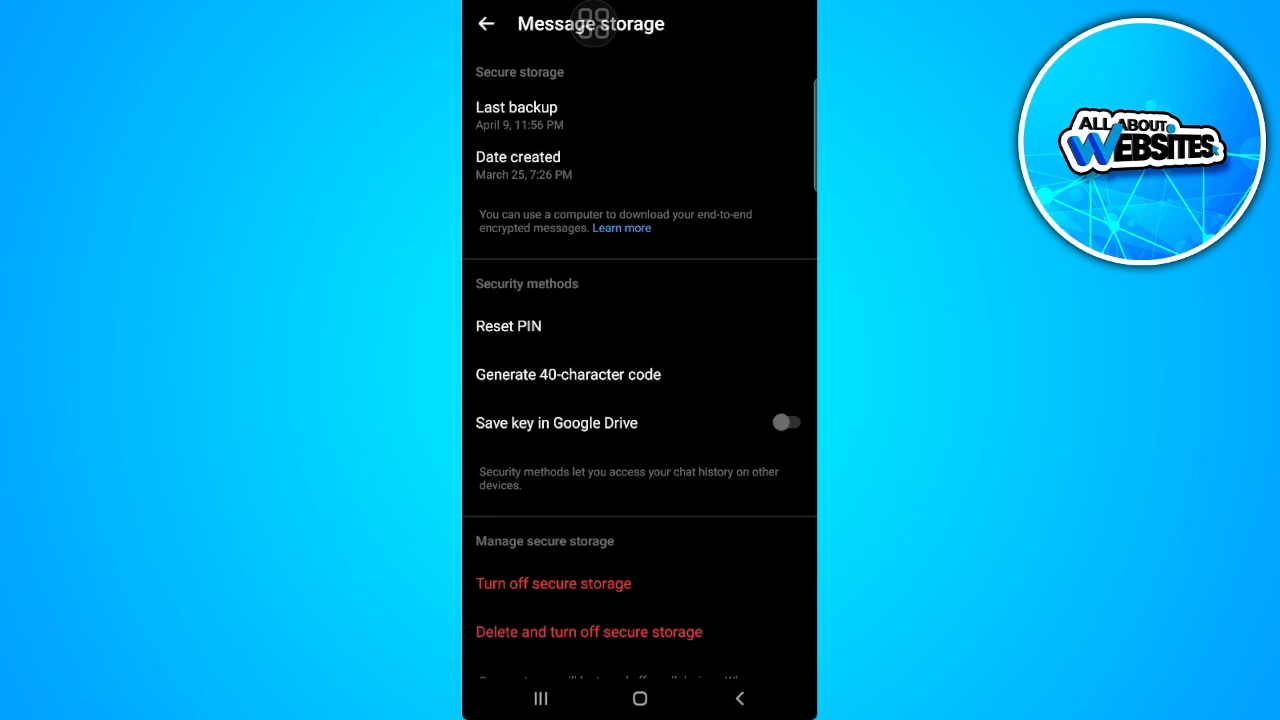 Message storage
Secure storage
Last backup
April 9, 11:56 PM
Date created
March 25, 7:26 PM
You can use a computer to download your end-to-end
encrypted messages. Learn more
Security methods
Reset PIN
Generate 40-character code
Save key in Google Drive
Security methods let you access your chat history on other
devices.
Manage secure storage
Turn off secure storage
Delete and turn off secure storage
ALL ABOUT
WEBSITES